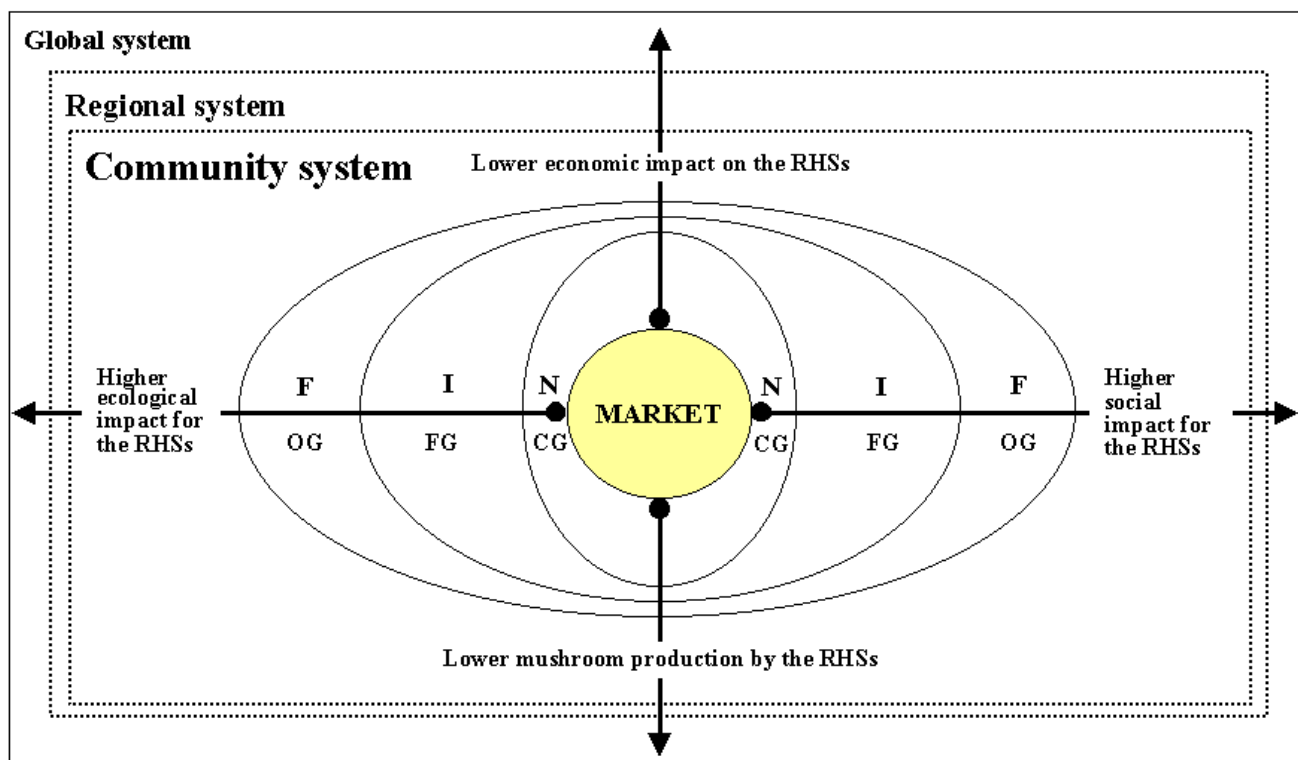 Global system
Regional system
Community system
Lower economic impact on the RHSs
Higher
ecological
impact for
the RHSs
F
I
N
MARKET
N
I
F
OG
FG
CG
CG
FG
OG
Higher
social
impact for
the RHSs
Lower mushroom production by the RHSs